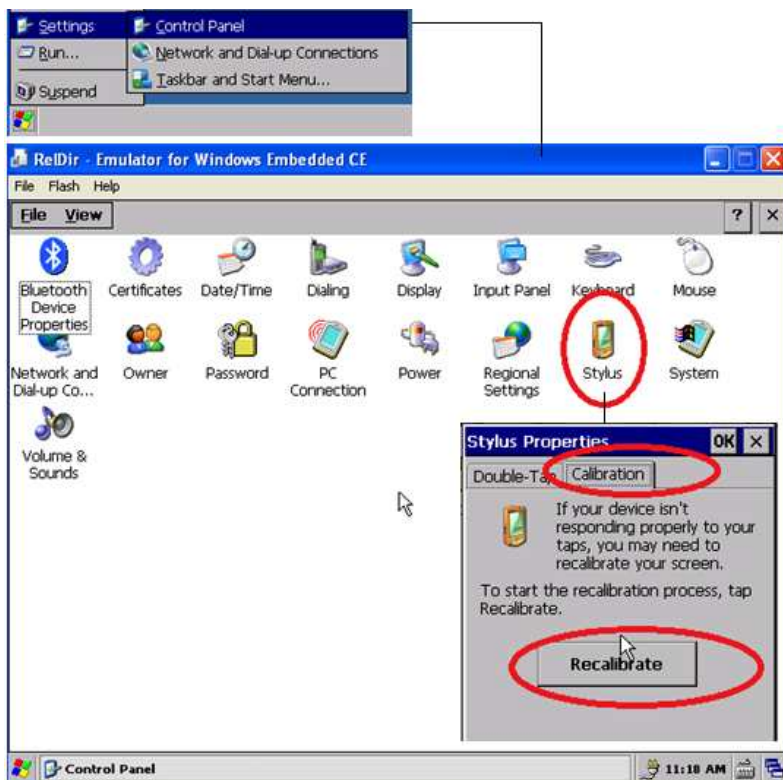 Settings
Control Panel
Run...
Network and Dial-up Connections
Taskbar and Start Menu...
Suspend
RelDir - Emulator for Windows Embedded CE
File Flash Help
File View ? ×
Bluetooth Device Properties
Certificates
Date/Time
Dialing
Display
Input Panel
Keyboard
Mouse
Network and Dial-up Co...
Owner
Password
PC Connection
Power
Regional Settings
Stylus
System
Volume & Sounds
Stylus Properties OK ×
Double-Tap Calibration
If your device isn't
responding properly to your
taps, you may need to
recalibrate your screen.
To start the recalibration process, tap
Recalibrate.
Recalibrate
Control Panel 11:18 AM